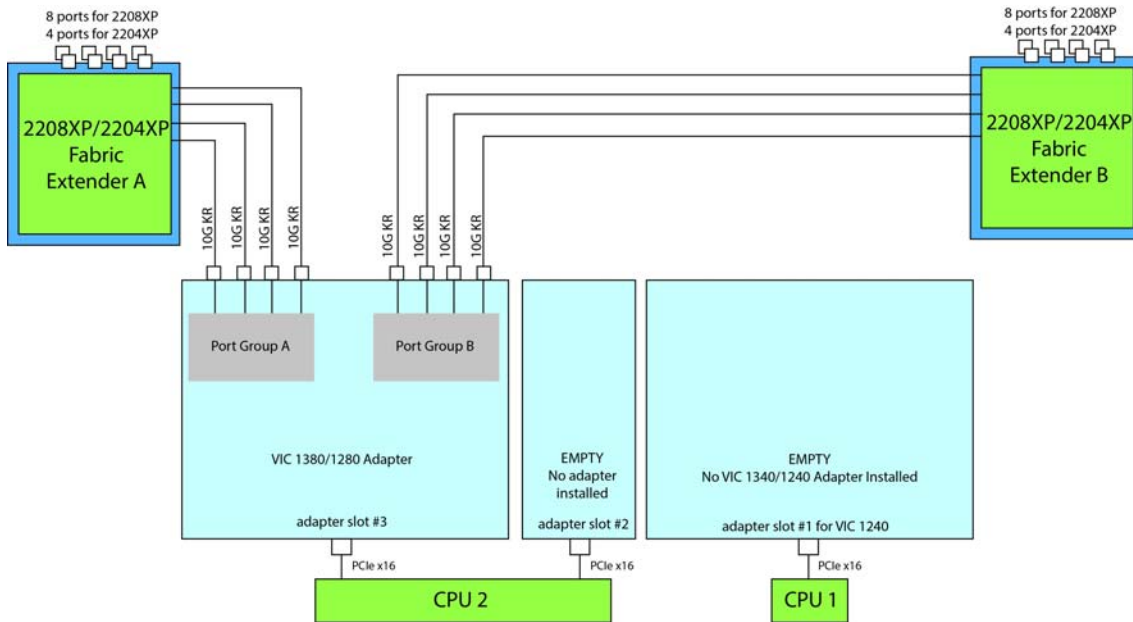 8 ports for 2208XP
4 ports for 2204XP
8 ports for 2208XP
4 ports for 2204XP
2208XP/2204XP
Fabric
Extender A
2208XP/2204XP
Fabric
Extender B
10G KR
10G KR
10G KR
10G KR
10G KR
10G KR
10G KR
10G KR
Port Group A
Port Group B
VIC 1380/1280 Adapter
adapter slot #3
EMPTY
No adapter
installed
adapter slot #2
EMPTY
No VIC 1340/1240 Adapter Installed
adapter slot #1 for VIC 1240
PCIe x16
PCIe x16
PCIe x16
CPU 2
CPU 1